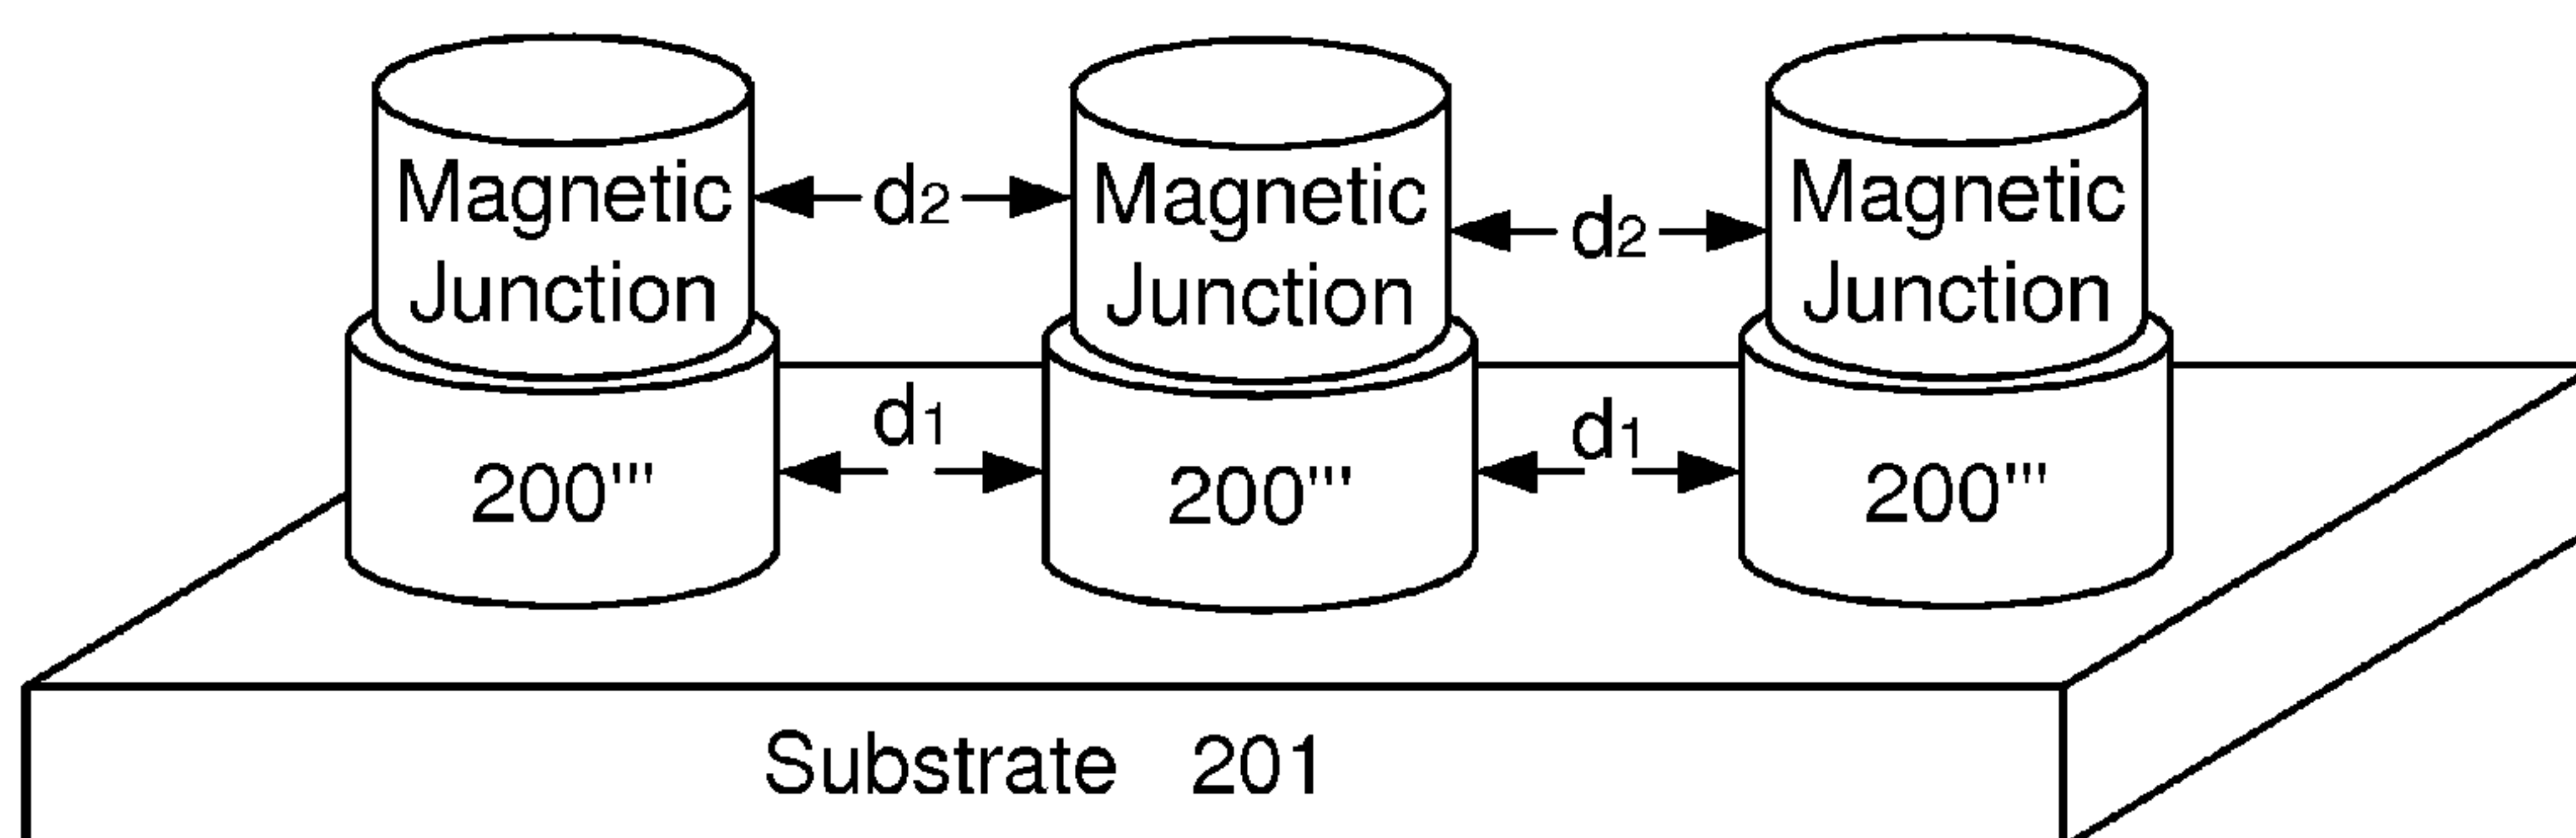 Magnetic
Junction
d2
Magnetic
Junction
d2
Magnetic
Junction
200'''
d1
200'''
d1
200'''
Substrate 201